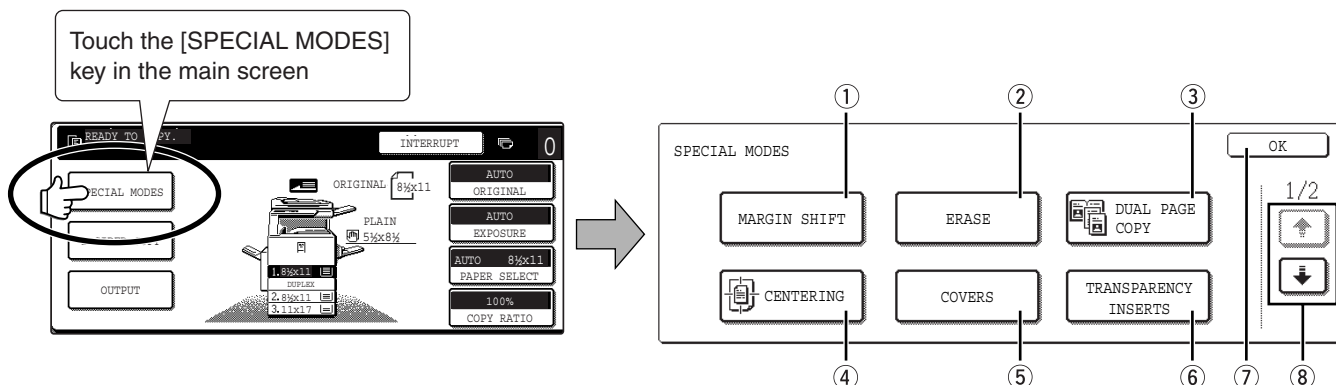 Touch the [SPECIAL MODES]
key in the main screen
READY TO
INTERRUPT
0
SPECIAL MODES
OUTPUT
ORIGINAL 8½x11
PLAIN
5½x8½
1.8½x11
DUPLEX
2.8½x11
3.11x17
AUTO
ORIGINAL
AUTO
EXPOSURE
AUTO 8½x11
PAPER SELECT
100%
COPY RATIO
① ② ③
SPECIAL MODES
OK
1/2
MARGIN SHIFT
ERASE
DUAL PAGE
COPY
CENTERING
COVERS
TRANSPARENCY
INSERTS
④ ⑤ ⑥ ⑦ ⑧